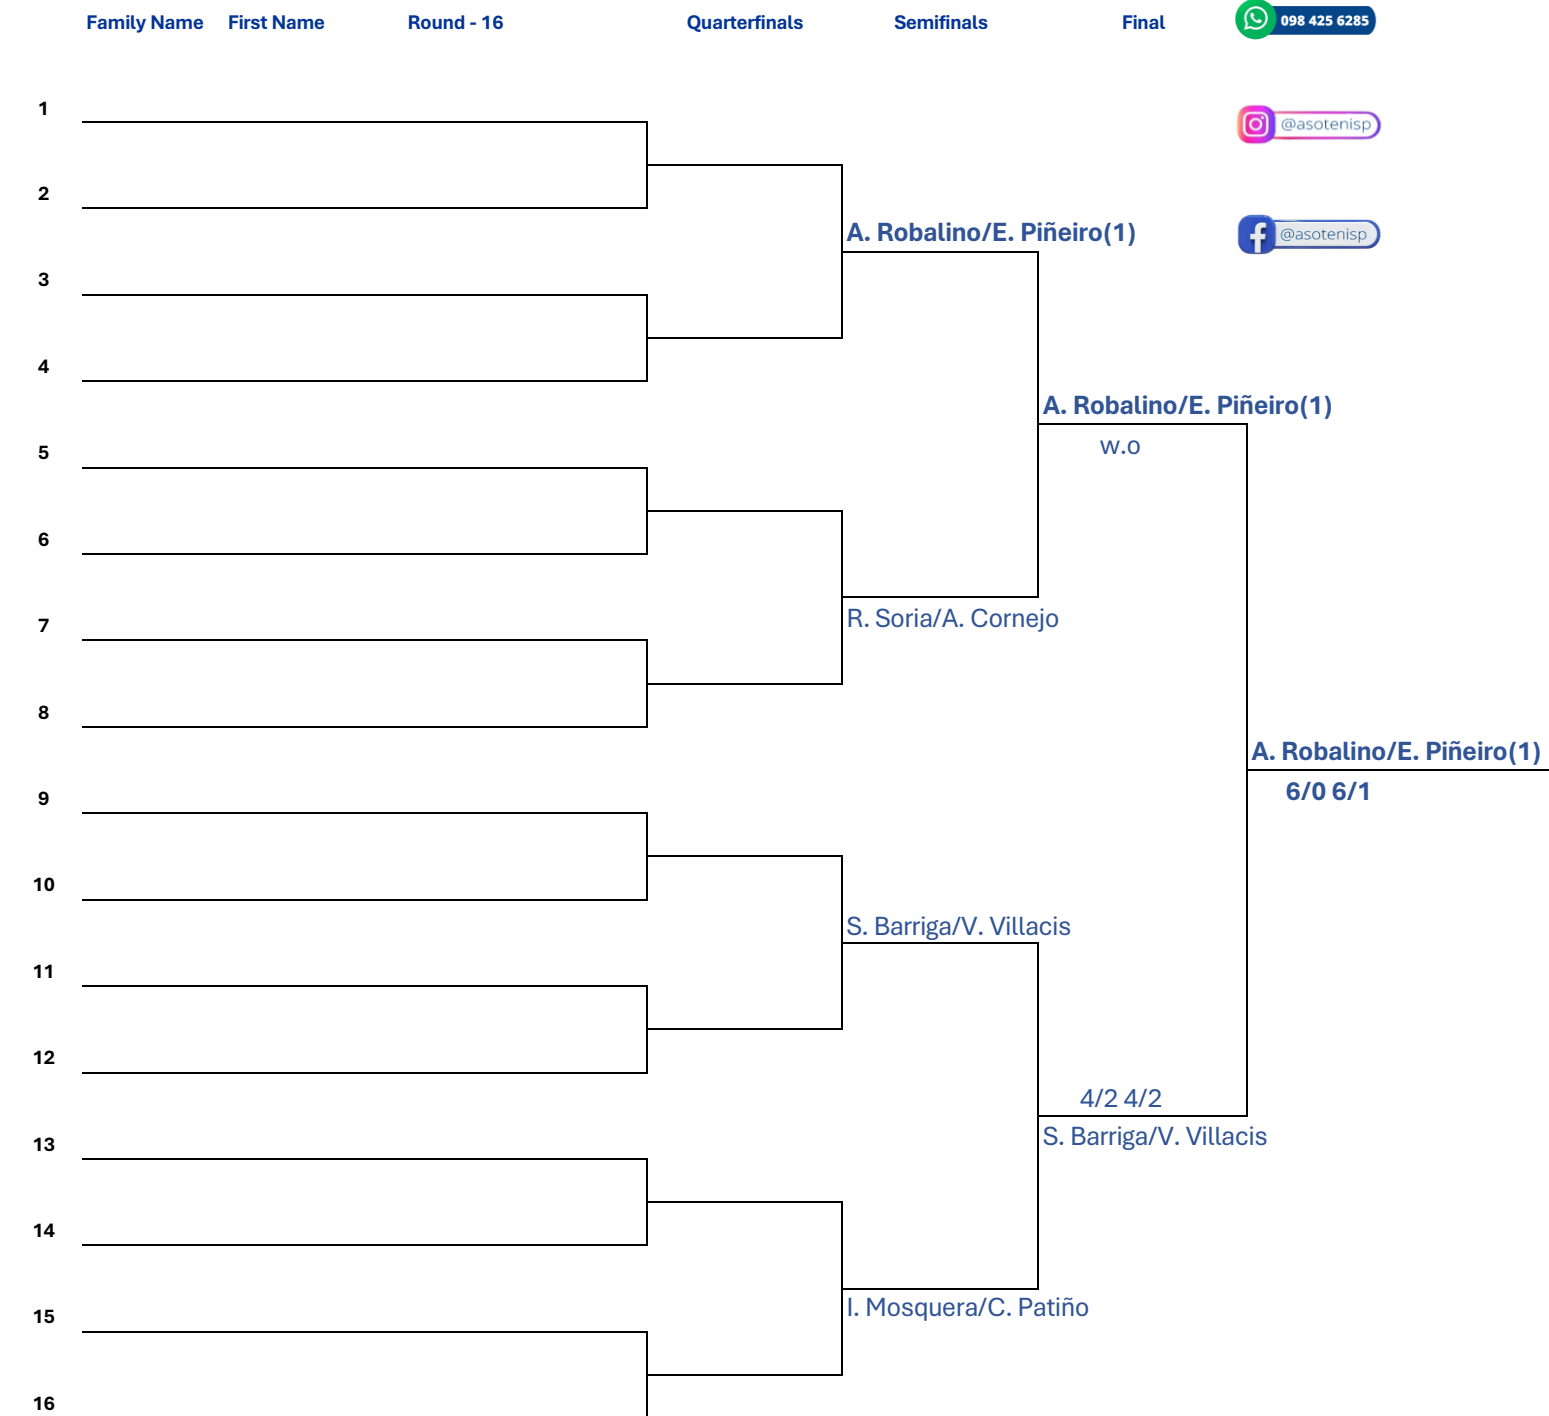 Family Name First Name Round - 16 Quarterfinals Semifinals Final 098 425 6285
1
@asotenisp
2
A. Robalino/E. Piñeiro(1)
@asotenisp
3
4
A. Robalino/E. Piñeiro(1)
w.o
5
6
R. Soria/A. Cornejo
7
8
A. Robalino/E. Piñeiro(1)
6/0 6/1
9
10
S. Barriga/V. Villacis
11
12
4/2 4/2
S. Barriga/V. Villacis
13
14
I. Mosquera/C. Patiño
15
16